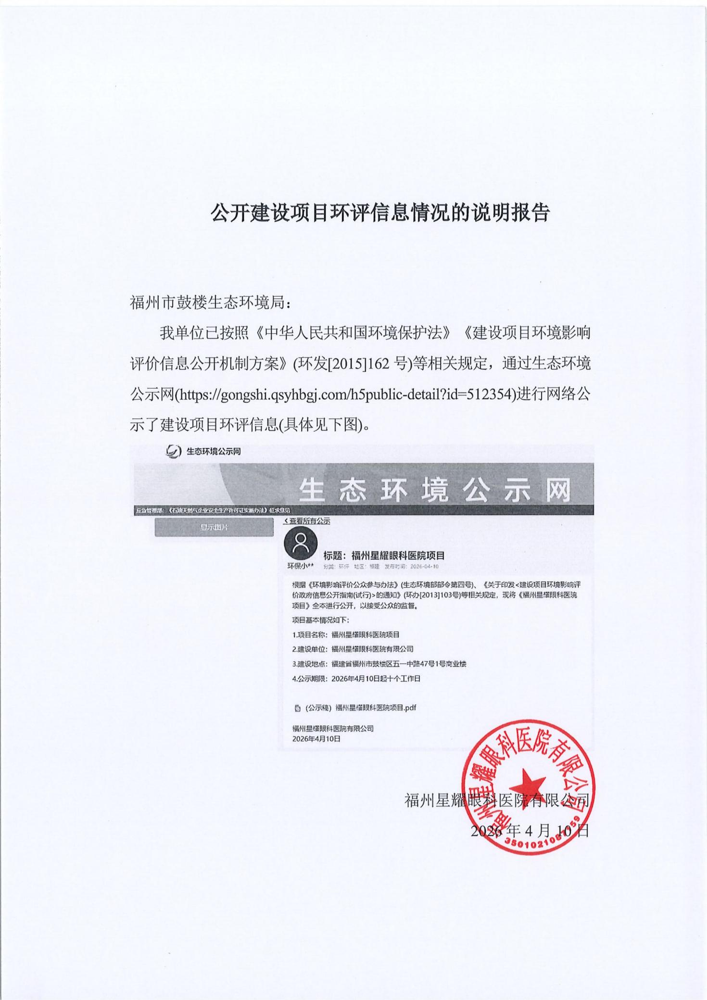 公开建设项目环评信息情况的说明报告
福州市鼓楼生态环境局：
我单位已按照《中华人民共和国环境保护法》《建设项目环境影响
评价信息公开机制方案》(环发[2015]162 号)等相关规定，通过生态环境
公示网(https://gongshi.qsyhbgj.com/h5public-detail?id=512354)进行网络公
示了建设项目环评信息(具体见下图)。
生态环境公示网
生态环境公示网
应急管理部：《石油天然气企业安全生产许可证实施办法》征求意见
显示图片
查看所有公示
环保小**
标题：福州星耀眼科医院项目
分类：环评 地区：福建 发布时间：2026-04-10
根据《环境影响评价公众参与办法》(生态环境部部令第四号)、《关于印发<建设项目环境影响评
价政府信息公开指南(试行)>的通知》(环办[2013]103号)等相关规定，现将《福州星耀眼科医院
项目》全本进行公开，以接受公众的监督。
项目基本情况如下：
1.项目名称：福州星耀眼科医院项目
2.建设单位：福州星耀眼科医院有限公司
3.建设地点：福建省福州市鼓楼区五一中路47号1号商业楼
4.公示期限：2026年4月10日起十个工作日
(公示稿) 福州星耀眼科医院项目.pdf
福州星耀眼科医院有限公司
2026年4月10日
福州星耀眼科医院有限公司
2026 年 4 月 10 日
福州星耀眼科医院有限公司
3501021087159